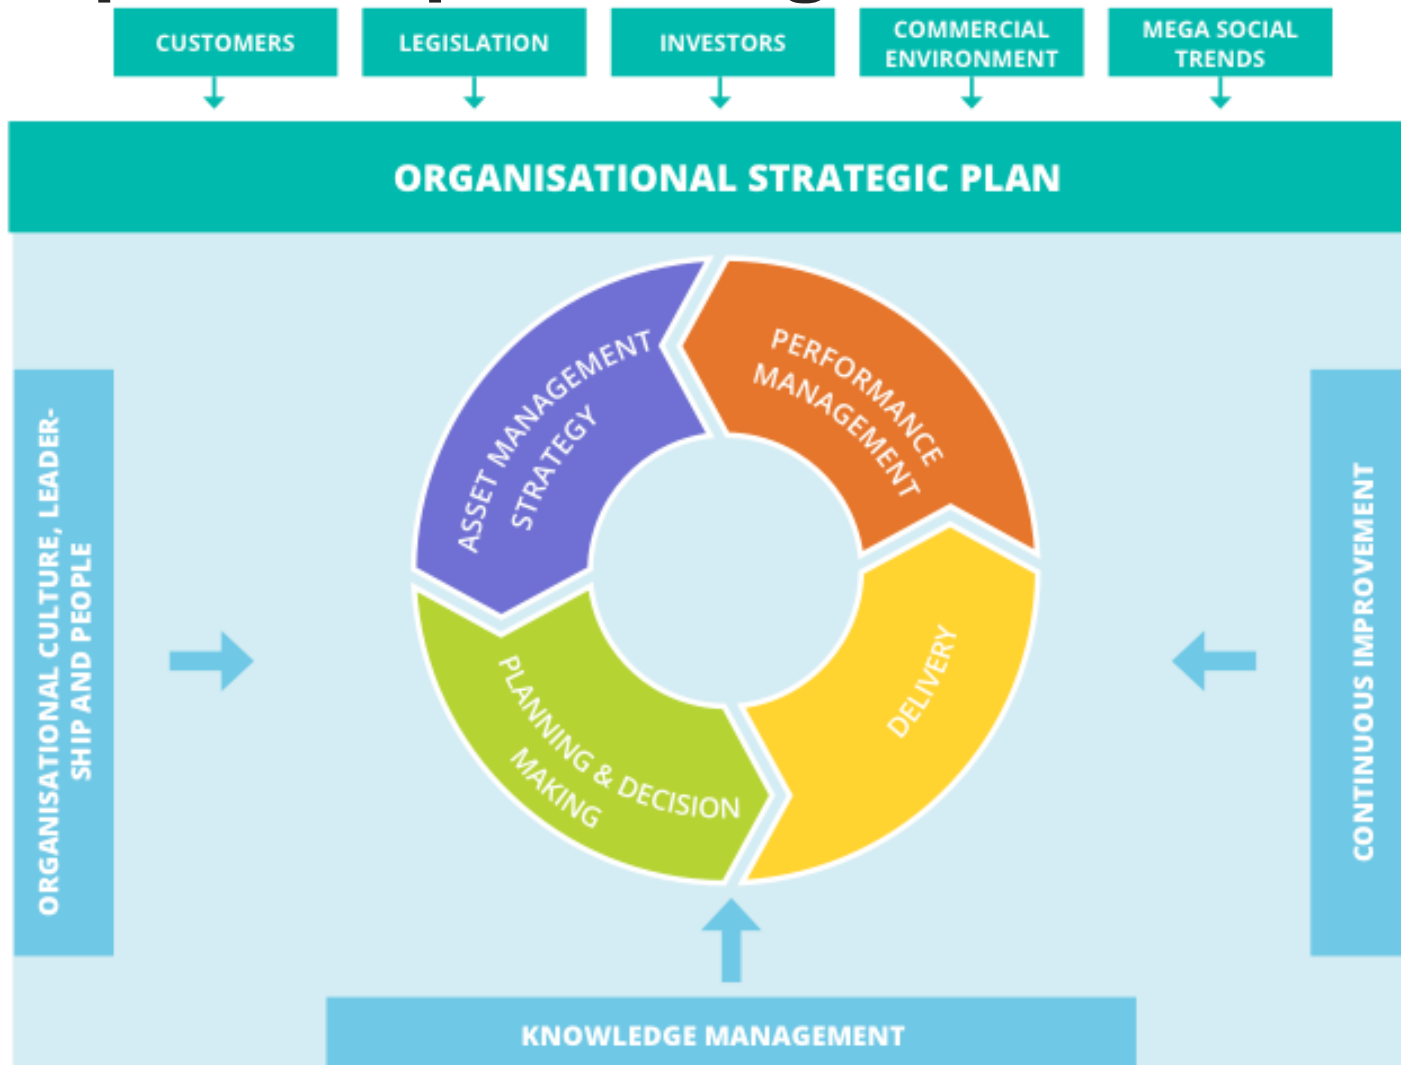 CUSTOMERS
LEGISLATION
INVESTORS
COMMERCIAL
ENVIRONMENT
MEGA SOCIAL
TRENDS
ORGANISATIONAL STRATEGIC PLAN
ASSET MANAGEMENT
STRATEGY
PERFORMANCE
MANAGEMENT
ORGANISATIONAL CULTURE, LEADER-
SHIP AND PEOPLE
CONTINUOUS IMPROVEMENT
PLANNING & DECISION
MAKING
DELIVERY
KNOWLEDGE MANAGEMENT